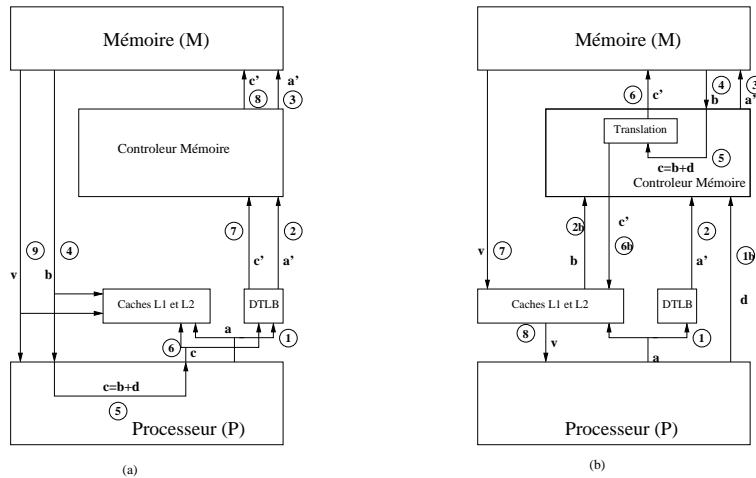 Mémoire (M)
c'
a'
8
3
Controleur Mémoire
7
2
c'
a'
9
4
v
b
Caches L1 et L2
DTLB
a
1
6
c
c=b+d
5
Processeur (P)
(a)
Mémoire (M)
6
4
3
c'
b
a'
Translation
5
c=b+d
Controleur Mémoire
7
2b
c'
2
1b
v
b
6b
a'
d
Caches L1 et L2
DTLB
8
v
1
a
Processeur (P)
(b)